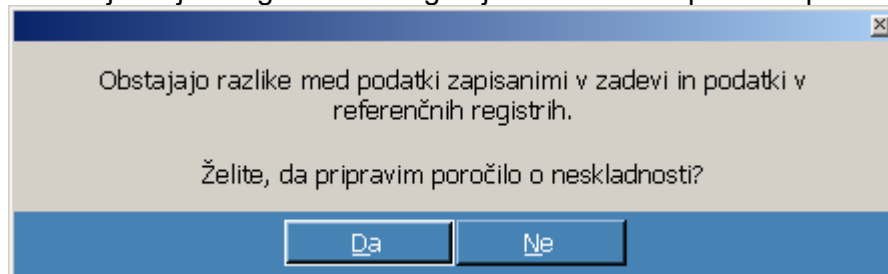 Obstajajo razlike med podatki zapisanimi v zadevi in podatki v
referenčnih registrih.
Želite, da pripravim poročilo o neskladnosti?
Da
Ne